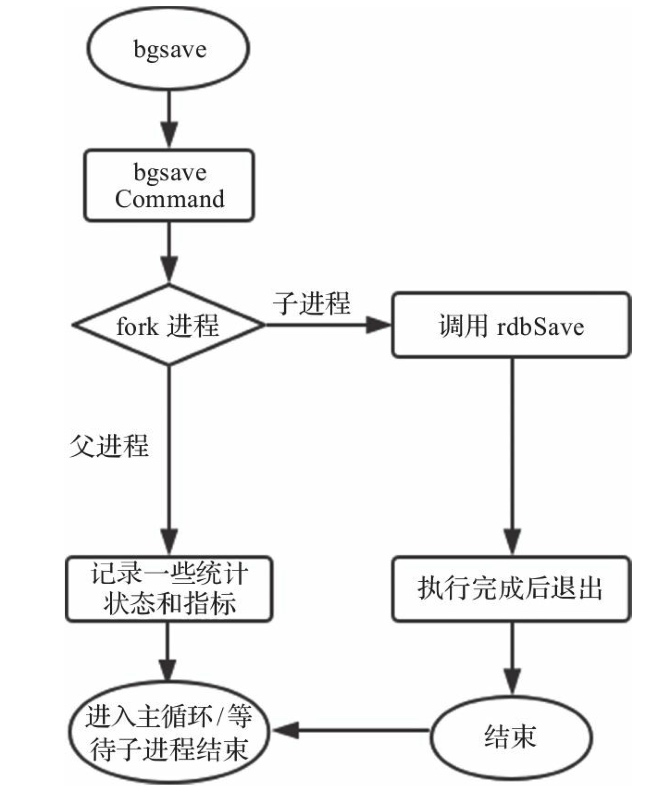 bgsave
bgsave
Command
fork 进程
子进程
调用 rdbSave
父进程
记录一些统计
状态和指标
执行完成后退出
进入主循环/等
待子进程结束
结束